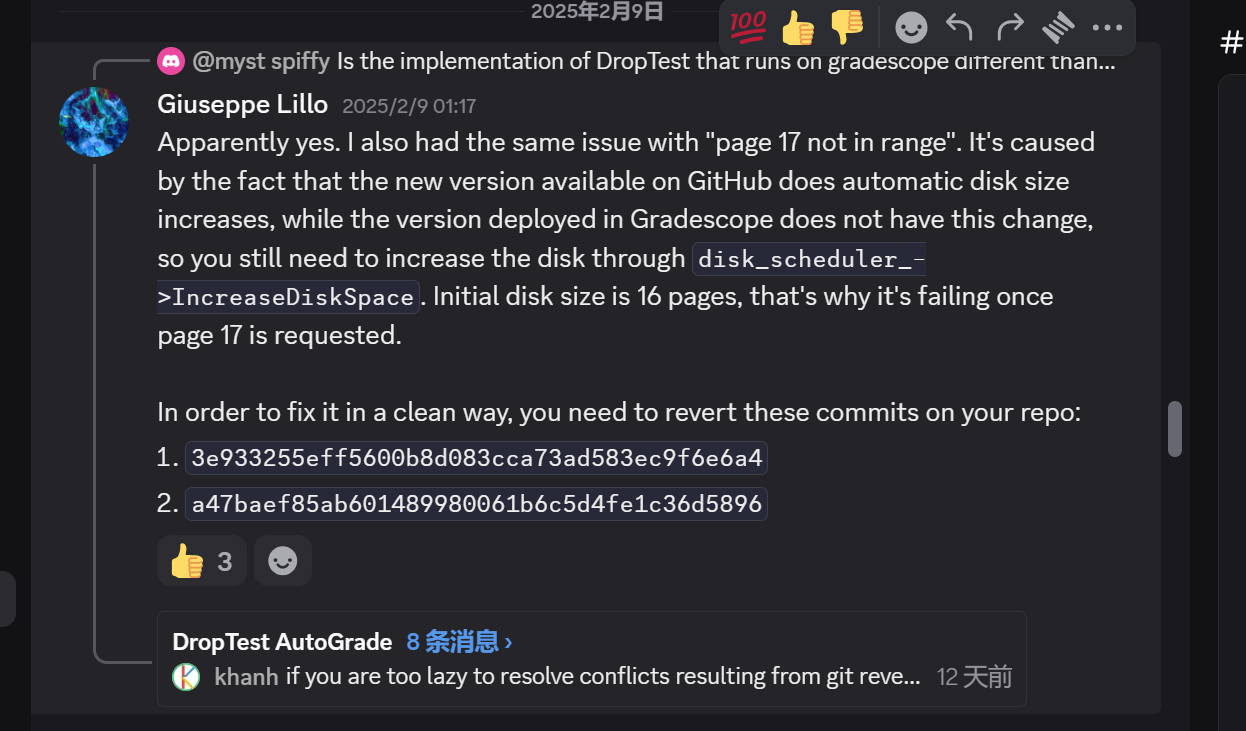 2025年2月9日
@myst spiffy Is the implementation of DropTest that runs on gradescope different than...
Giuseppe Lillo 2025/2/9 01:17
Apparently yes. I also had the same issue with "page 17 not in range". It's caused
by the fact that the new version available on GitHub does automatic disk size
increases, while the version deployed in Gradescope does not have this change,
so you still need to increase the disk through disk_scheduler_-
>IncreaseDiskSpace. Initial disk size is 16 pages, that's why it's failing once
page 17 is requested.
In order to fix it in a clean way, you need to revert these commits on your repo:
1. 3e933255eff5600b8d083cca73ad583ec9f6e6a4
2. a47baef85ab601489980061b6c5d4fe1c36d5896
👍 3
DropTest AutoGrade 8 条消息 ›
khanh if you are too lazy to resolve conflicts resulting from git reve... 12 天前
#